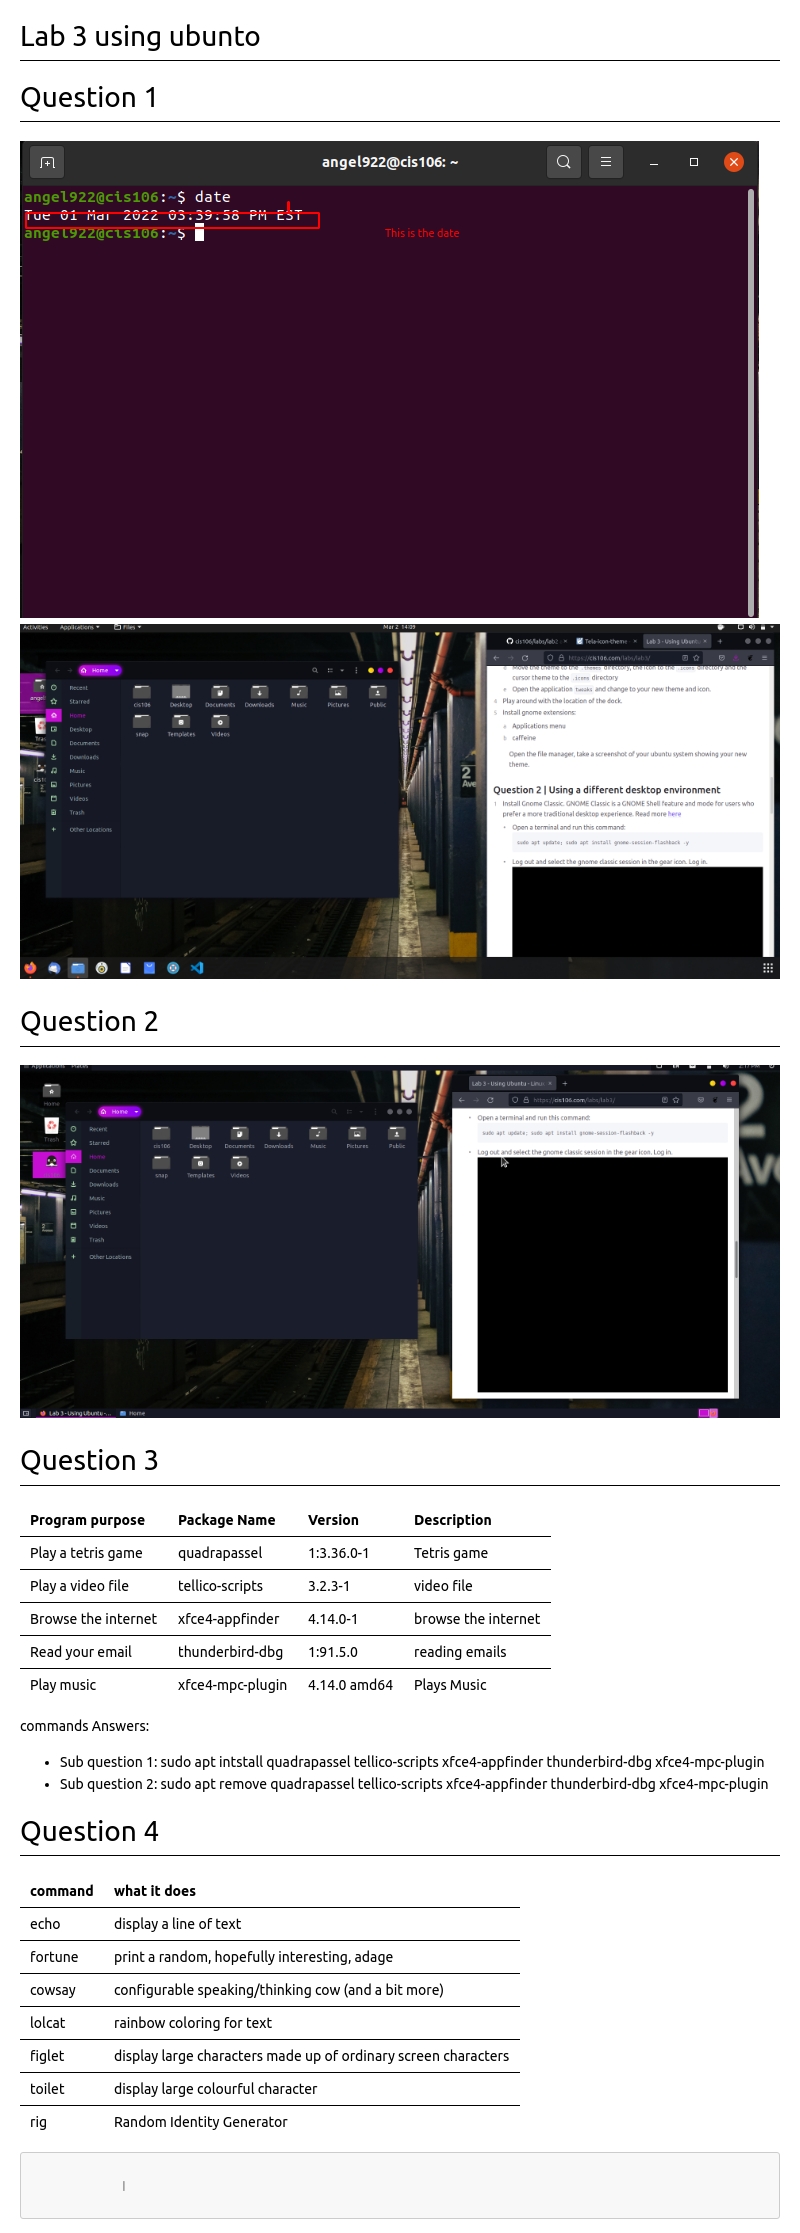 Lab 3 using ubunto
Question 1
angel922@cis106: ~
angel922@cis106:~$ date
Tue 01 Mar 2022 03:39:58 PM EST
angel922@cis106:~$
This is the date
Activities Applications Files Mar 2 14:09
cis106/labs/lab2 Tela-icon-theme Lab 3 - Using Ubuntu
https://cis106.com/labs/lab3/
Home
Recent
Starred
Home
Desktop
Documents
Downloads
Music
Pictures
Videos
Trash
Other Locations
cis106 Desktop Documents Downloads Music Pictures Public
snap Templates Videos
Move the theme to the .themes directory, the icon to the .icons directory and the
cursor theme to the .icons directory
Open the application Tweaks and change to your new theme and icon.
4 Play around with the location of the dock.
5 Install gnome extensions:
Applications menu
caffeine
Open the file manager, take a screenshot of your ubuntu system showing your new
theme.
Question 2 | Using a different desktop environment
1 Install Gnome Classic. GNOME Classic is a GNOME Shell feature and mode for users who
prefer a more traditional desktop experience. Read more here
Open a terminal and run this command:
sudo apt update; sudo apt install gnome-session-flashback -y
Log out and select the gnome classic session in the gear icon. Log in.
2
Ave
Question 2
Applications Places 2:17 PM
Home
Trash
Home
Recent
Starred
Home
Documents
Downloads
Music
Pictures
Videos
Trash
Other Locations
cis106 Desktop Documents Downloads Music Pictures Public
snap Templates Videos
Lab 3 - Using Ubuntu - Linux
https://cis106.com/labs/lab3/
Open a terminal and run this command:
sudo apt update; sudo apt install gnome-session-flashback -y
Log out and select the gnome classic session in the gear icon. Log in.
2
Ave
Lab 3 - Using Ubuntu -... Home
Question 3
Program purpose Package Name Version Description
Play a tetris game quadrapassel 1:3.36.0-1 Tetris game
Play a video file tellico-scripts 3.2.3-1 video file
Browse the internet xfce4-appfinder 4.14.0-1 browse the internet
Read your email thunderbird-dbg 1:91.5.0 reading emails
Play music xfce4-mpc-plugin 4.14.0 amd64 Plays Music
commands Answers:
• Sub question 1: sudo apt intstall quadrapassel tellico-scripts xfce4-appfinder thunderbird-dbg xfce4-mpc-plugin
• Sub question 2: sudo apt remove quadrapassel tellico-scripts xfce4-appfinder thunderbird-dbg xfce4-mpc-plugin
Question 4
command what it does
echo display a line of text
fortune print a random, hopefully interesting, adage
cowsay configurable speaking/thinking cow (and a bit more)
lolcat rainbow coloring for text
figlet display large characters made up of ordinary screen characters
toilet display large colourful character
rig Random Identity Generator
|